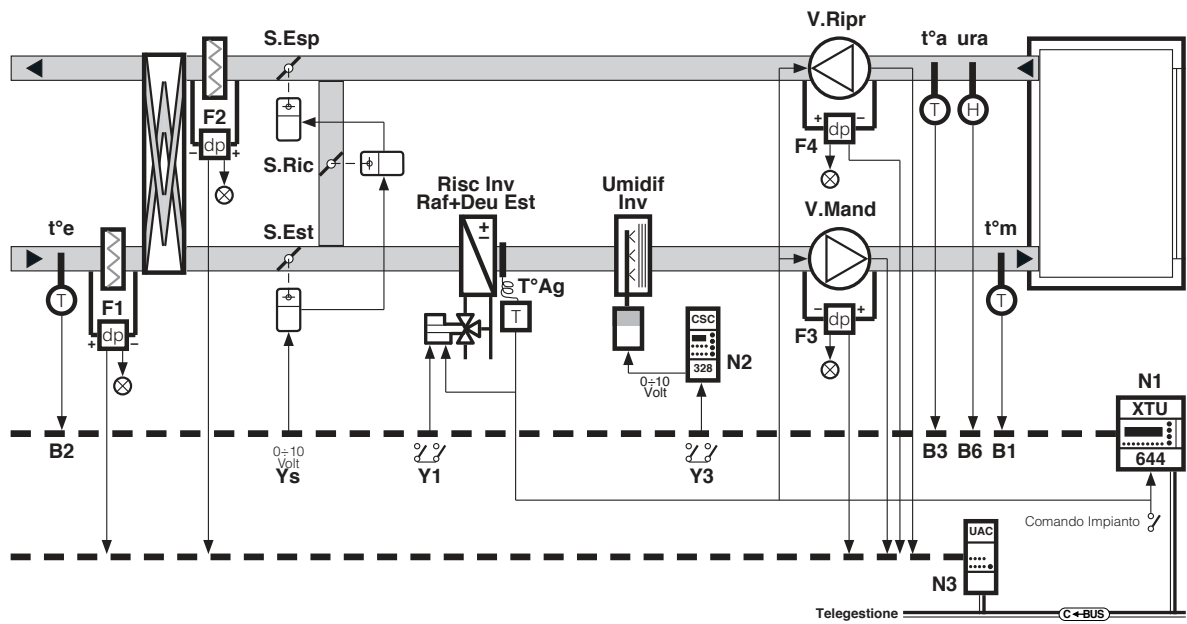 V.Ripr
S.Esp
t°a ura
F2
dp
- +
T
H
+ -
dp
F4
S.Ric
Risc Inv
Raf+Deu Est
Umidif
Inv
V.Mand
t°e
S.Est
t°m
+
-
T
F1
dp
+ -
T°Ag
T
CSC
328
N2
0÷10
Volt
- +
dp
F3
T
N1
XTU
644
B2
0÷10
Volt
Ys
Y1
Y3
B3 B6 B1
Comando Impianto
UAC
N3
Telegestione
C BUS